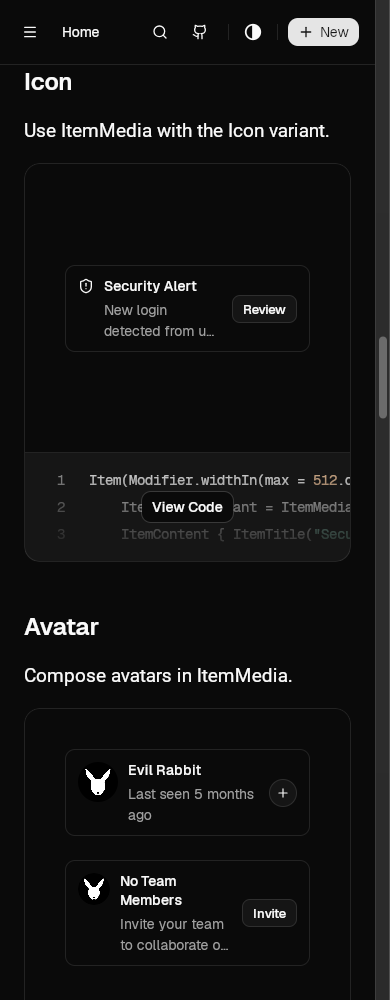 Home
New
Icon
Use ItemMedia with the Icon variant.
Security Alert
New login
detected from u...
Review
1 Item(Modifier.widthIn(max = 512.
2 Ite ant = ItemMedia
3 ItemContent { ItemTitle("Secu
View Code
Avatar
Compose avatars in ItemMedia.
Evil Rabbit
Last seen 5 months
ago
No Team
Members
Invite your team
to collaborate o...
Invite